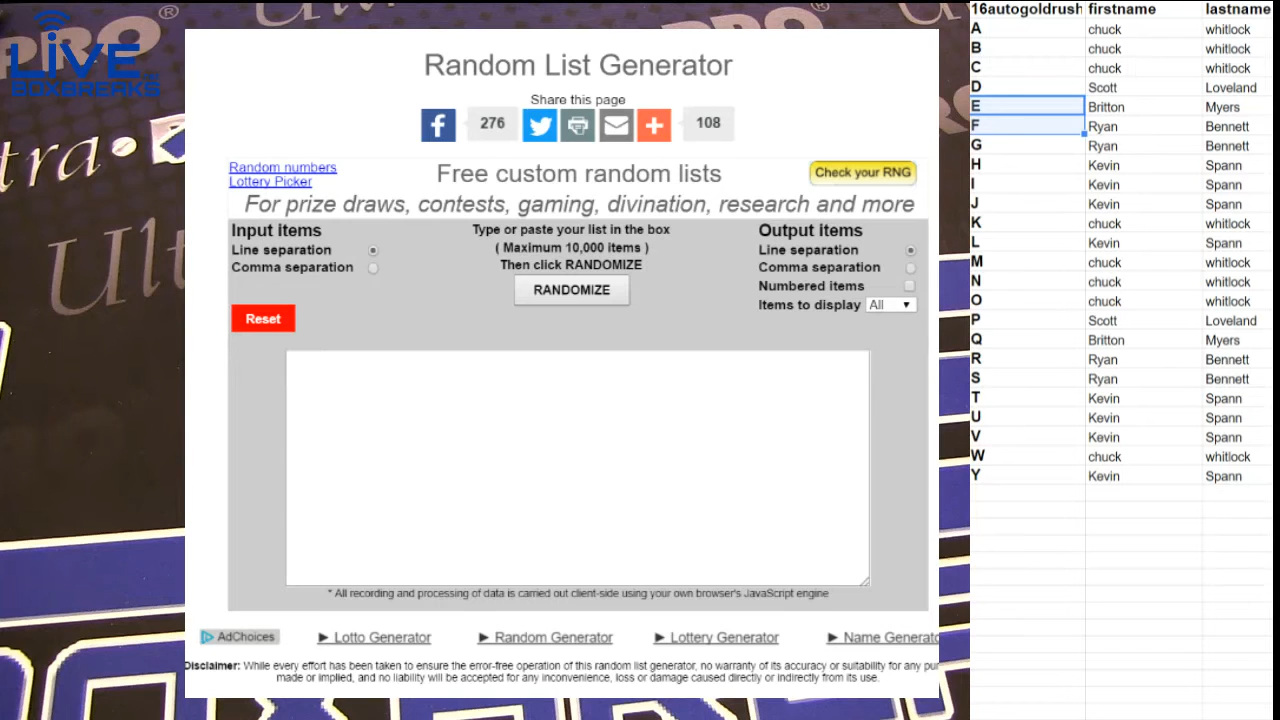 LIVE
BOXBREAKS
Random List Generator
Share this page
276
108
Random numbers
Lottery Picker
Free custom random lists
Check your RNG
For prize draws, contests, gaming, divination, research and more
Input items
Line separation
Comma separation
Reset
Type or paste your list in the box
( Maximum 10,000 items )
Then click RANDOMIZE
RANDOMIZE
Output items
Line separation
Comma separation
Numbered items
Items to display All
* All recording and processing of data is carried out client-side using your own browser's JavaScript engine
AdChoices
► Lotto Generator
► Random Generator
► Lottery Generator
► Name Generato
Disclaimer: While every effort has been taken to ensure the error-free operation of this random list generator, no warranty of its accuracy or suitability for any pu
made or implied, and no liability will be accepted for any inconvenience, loss or damage caused directly or indirectly from its use.
16autogoldrush firstname lastname
A chuck whitlock
B chuck whitlock
C chuck whitlock
D Scott Loveland
E Britton Myers
F Ryan Bennett
G Ryan Bennett
H Kevin Spann
I Kevin Spann
J Kevin Spann
K chuck whitlock
L Kevin Spann
M chuck whitlock
N chuck whitlock
O chuck whitlock
P Scott Loveland
Q Britton Myers
R Ryan Bennett
S Ryan Bennett
T Kevin Spann
U Kevin Spann
V Kevin Spann
W chuck whitlock
Y Kevin Spann